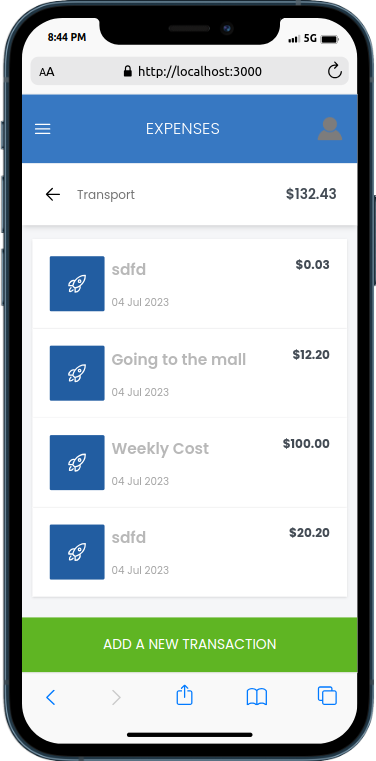 8:44 PM 5G
AA http://localhost:3000
EXPENSES
Transport $132.43
sdfd $0.03
04 Jul 2023
Going to the mall $12.20
04 Jul 2023
Weekly Cost $100.00
04 Jul 2023
sdfd $20.20
04 Jul 2023
ADD A NEW TRANSACTION